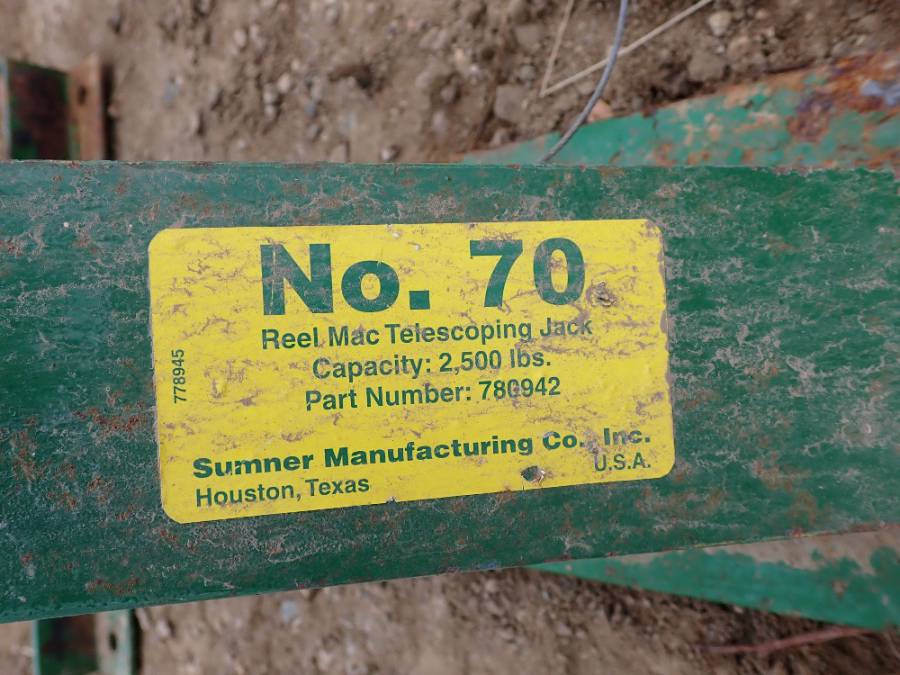 No. 70
Reel Mac Telescoping Jack
Capacity: 2,500 lbs.
Part Number: 780942
778945
Sumner Manufacturing Co., Inc.
Houston, Texas
U.S.A.